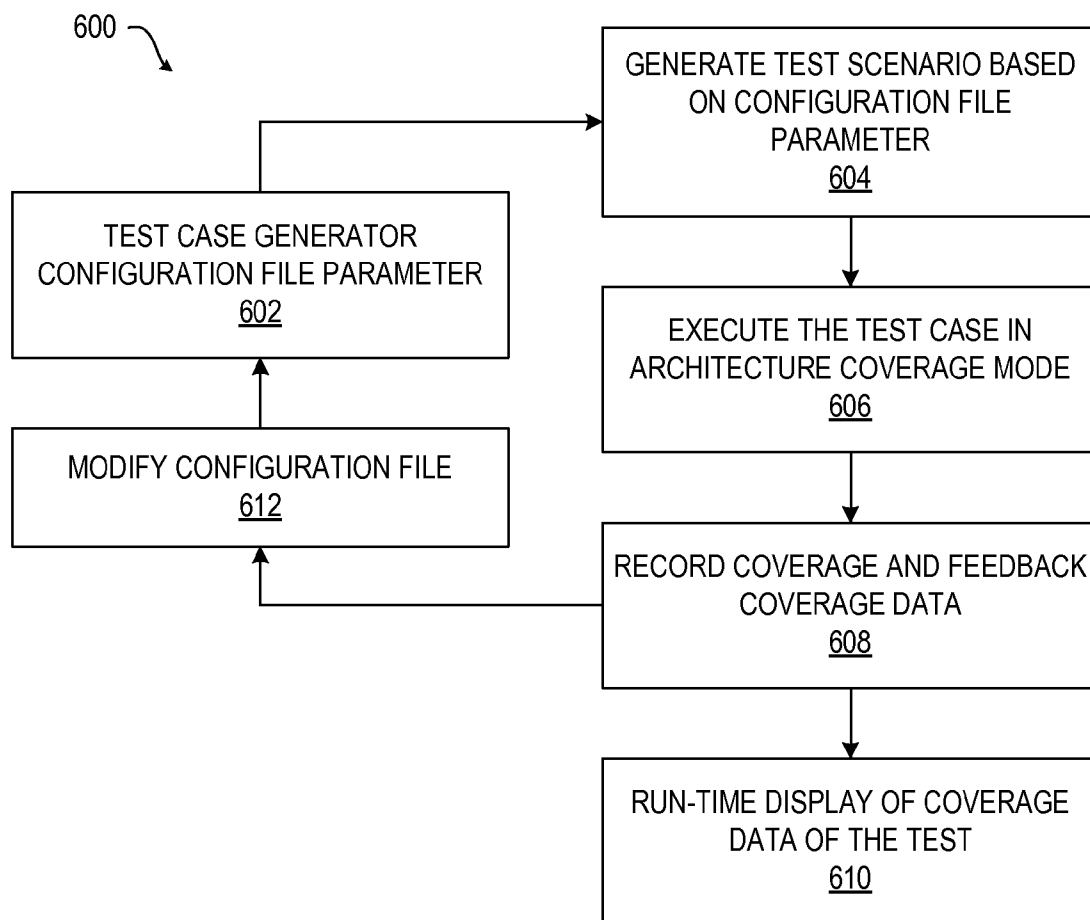 600
GENERATE TEST SCENARIO BASED
ON CONFIGURATION FILE
PARAMETER
604
TEST CASE GENERATOR
CONFIGURATION FILE PARAMETER
602
EXECUTE THE TEST CASE IN
ARCHITECTURE COVERAGE MODE
606
MODIFY CONFIGURATION FILE
612
RECORD COVERAGE AND FEEDBACK
COVERAGE DATA
608
RUN-TIME DISPLAY OF COVERAGE
DATA OF THE TEST
610